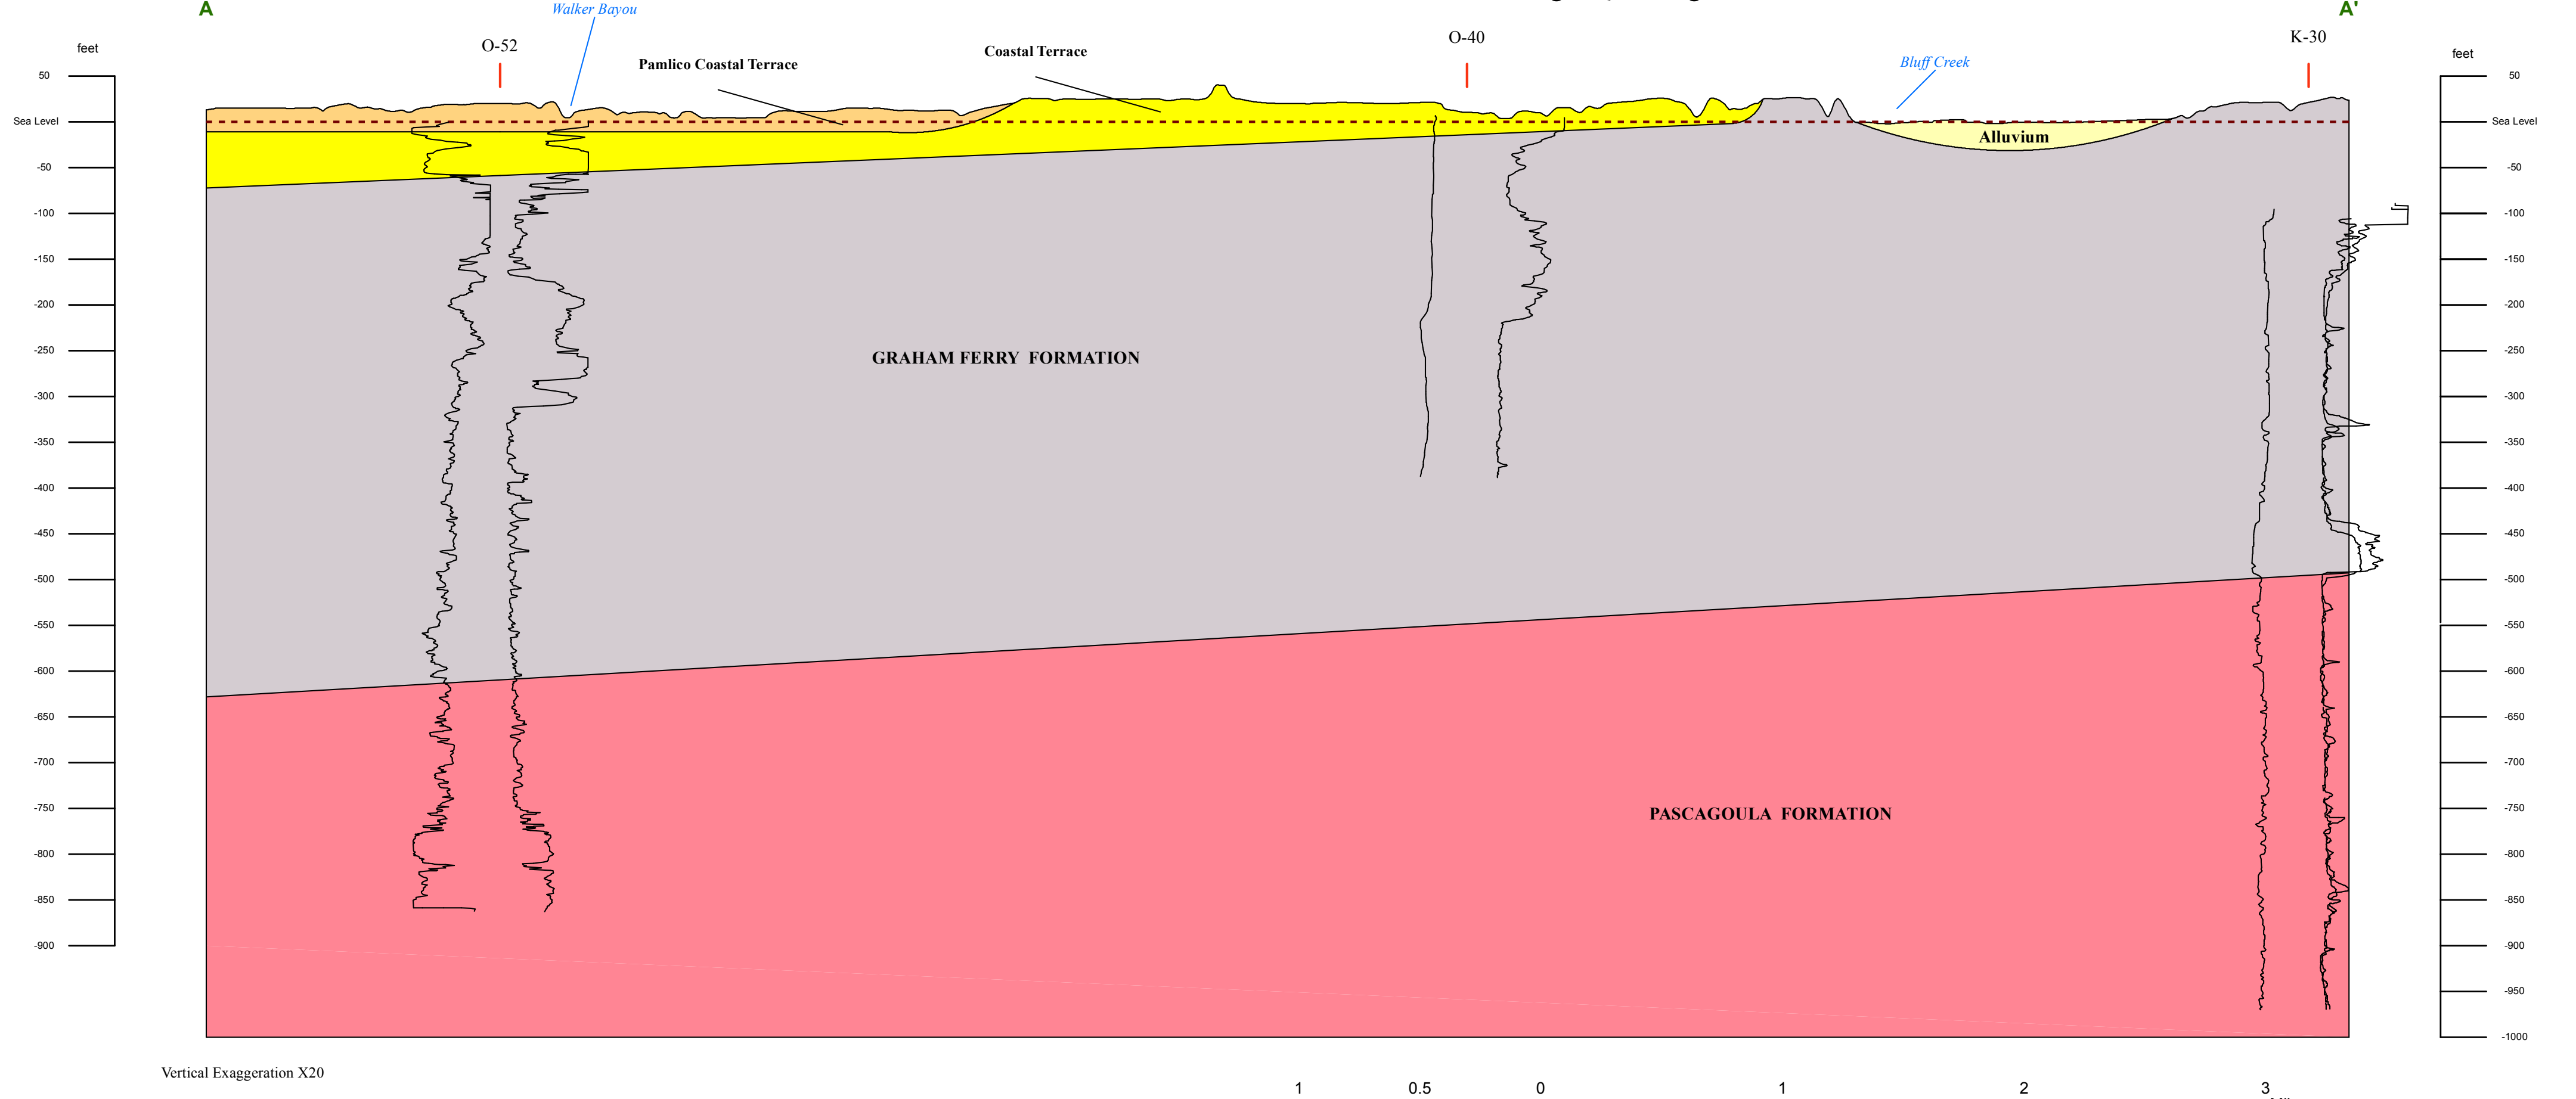 A
Walker Bayou
A'
feet
O-52
Pamlico Coastal Terrace
Coastal Terrace
O-40
Bluff Creek
K-30
feet
50
50
Sea Level
Sea Level
Alluvium
-50
-50
-100
-100
-150
-150
-200
-200
-250
-250
GRAHAM FERRY FORMATION
-300
-300
-350
-350
-400
-400
-450
-450
-500
-500
-550
-550
-600
-600
-650
-650
-700
-700
-750
-750
PASCAGOULA FORMATION
-800
-800
-850
-850
-900
-900
-950
-1000
Vertical Exaggeration X20
1 0.5 0 1 2 3